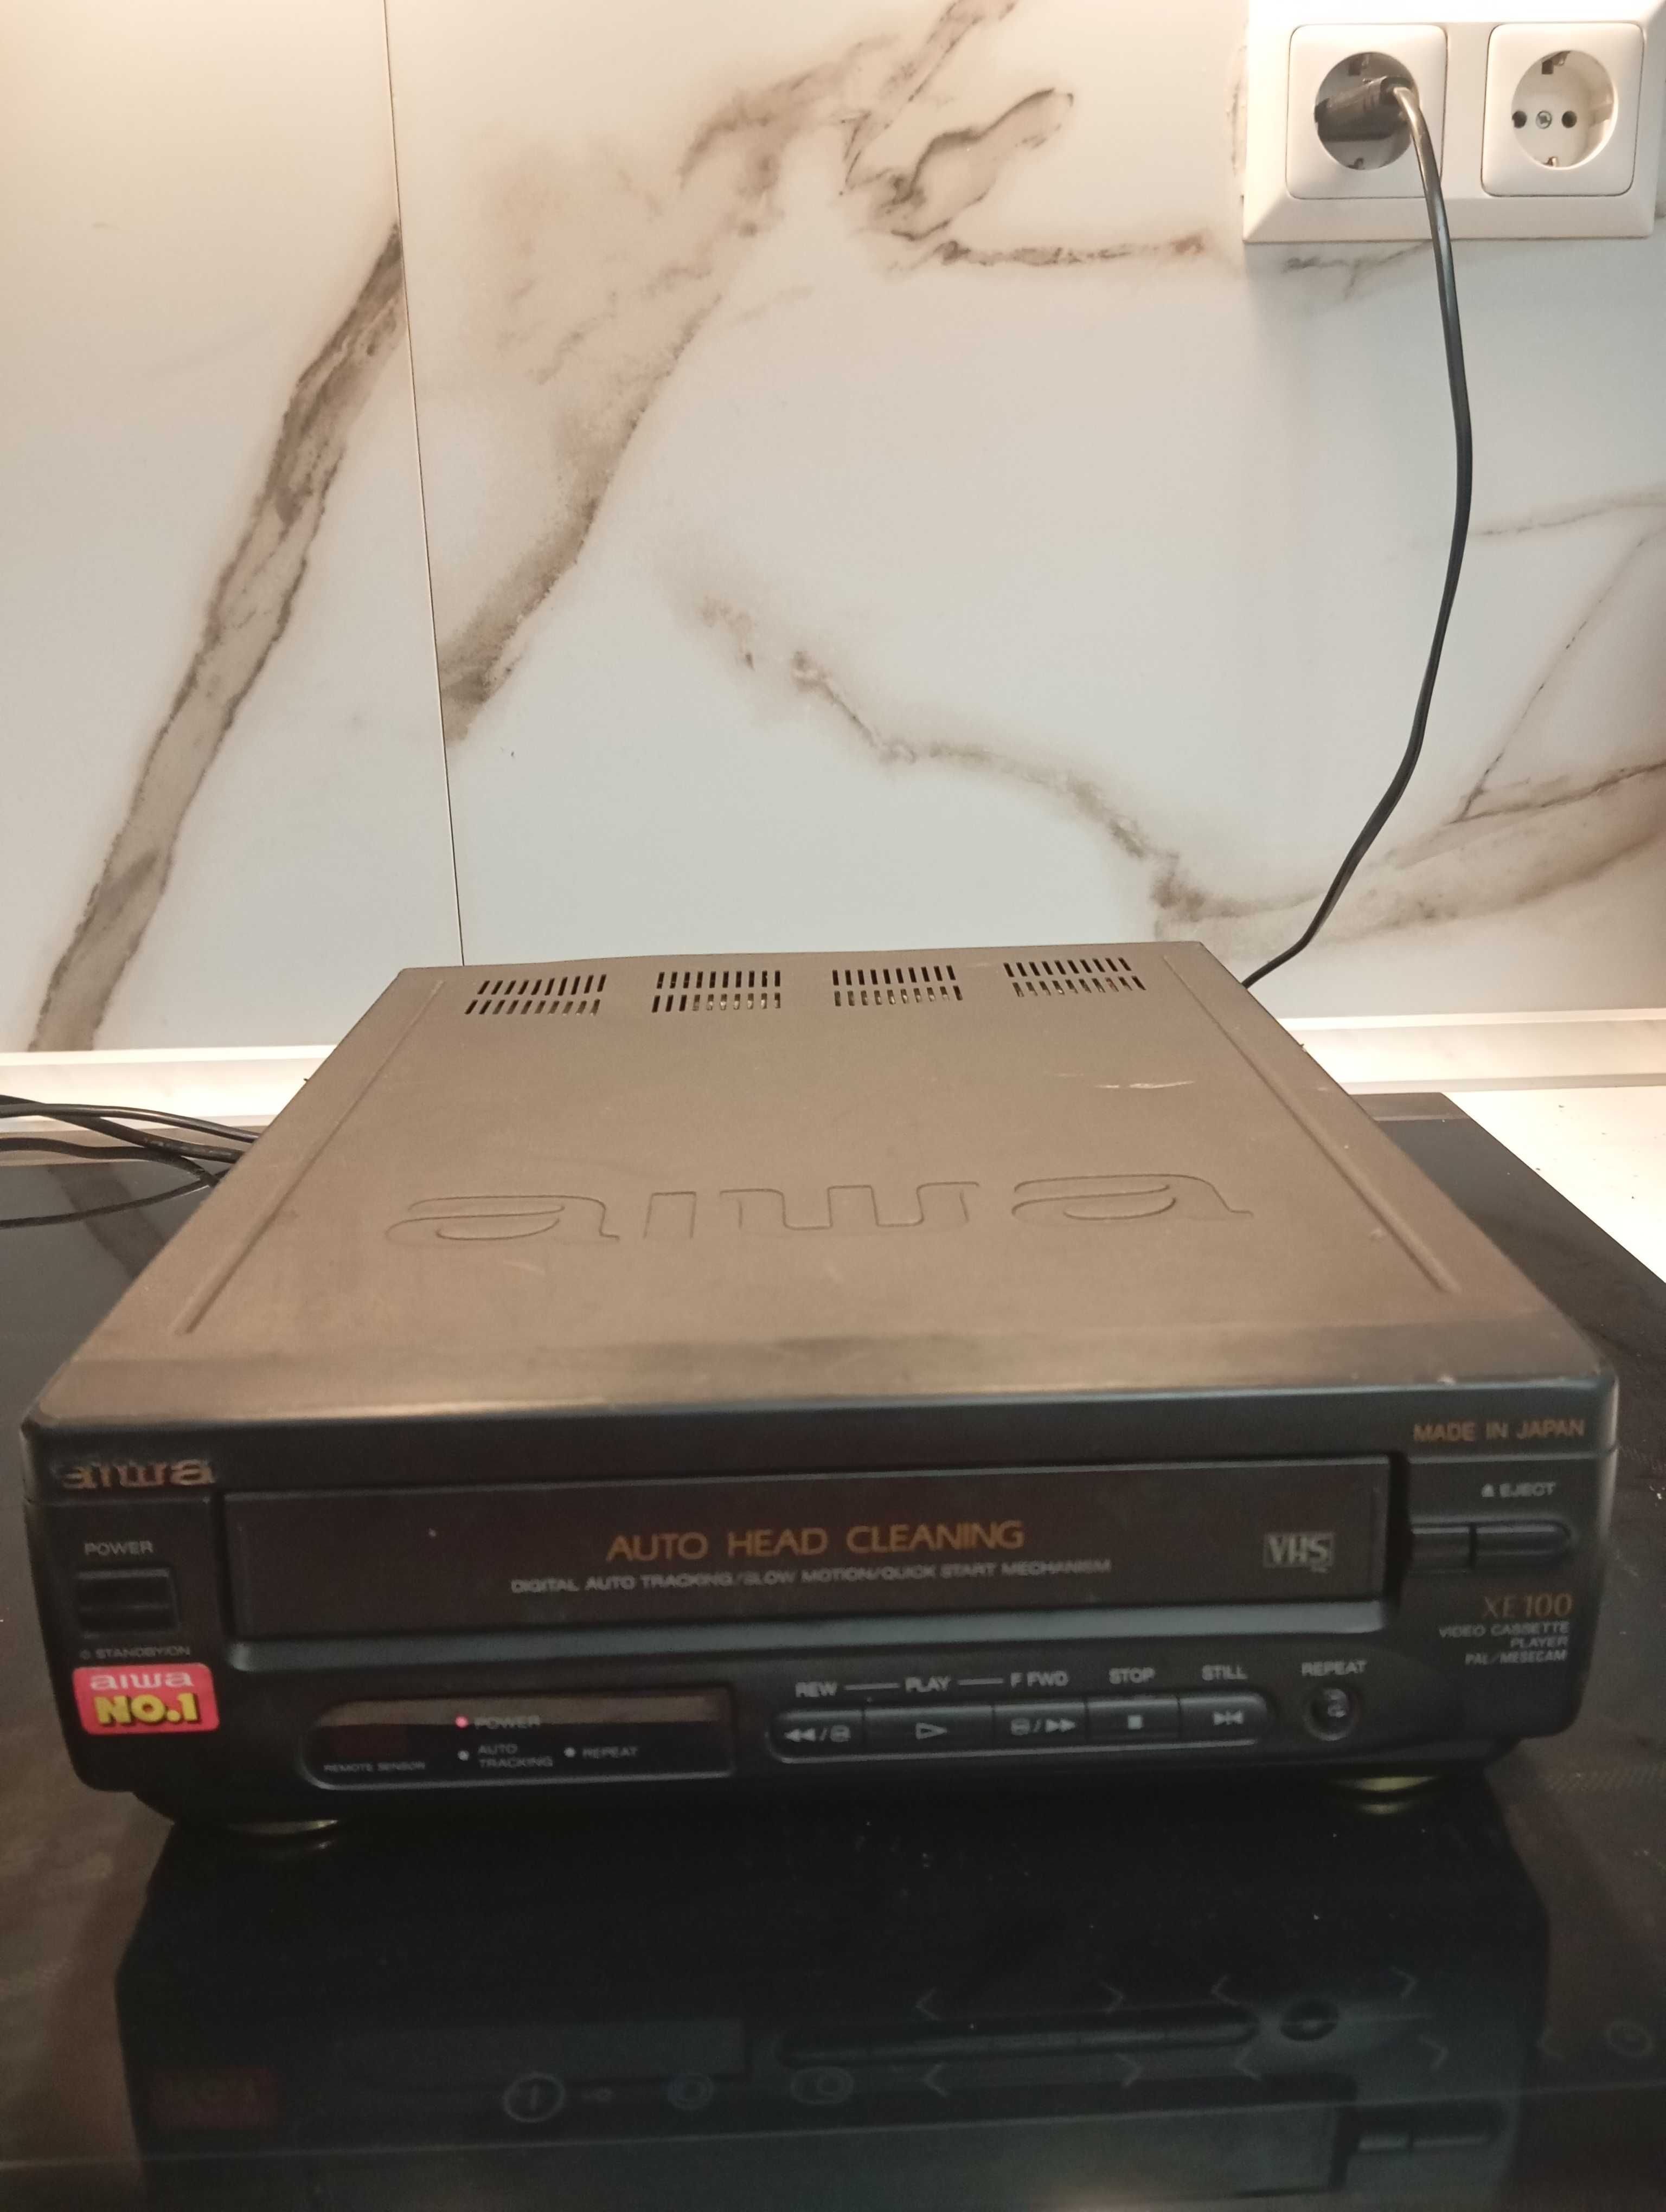 aiwa
aiwa
MADE IN JAPAN
EJECT
POWER
AUTO HEAD CLEANING
DIGITAL AUTO TRACKING/SLOW MOTION/QUICK START MECHANISM
VHS
XE100
VIDEO CASSETTE
PLAYER
PAL/MESECAM
STANDBY/ON
aiwa
NO.1
POWER
AUTO
TRACKING
REPEAT
REMOTE SENSOR
REW
PLAY
F FWD
STOP
STILL
REPEAT